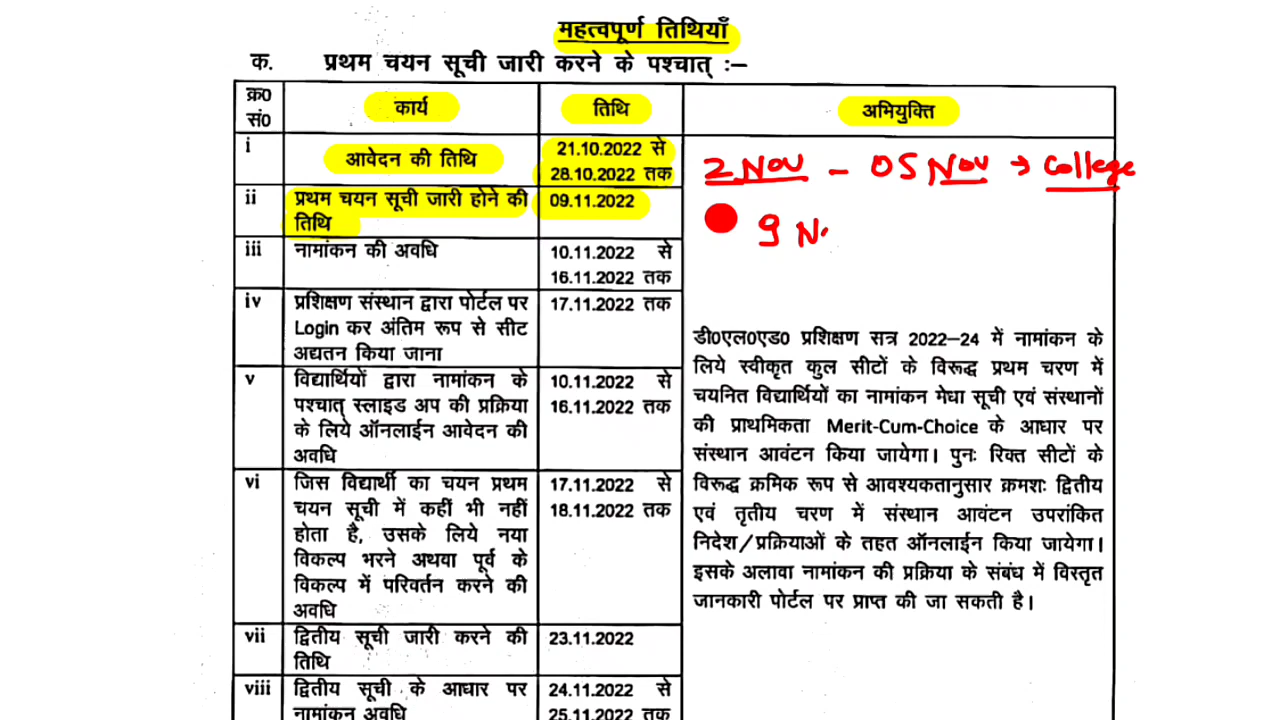 महत्वपूर्ण तिथियाँ
क. प्रथम चयन सूची जारी करने के पश्चात् :–
क्र0 सं0 कार्य तिथि अभियुक्ति
i आवेदन की तिथि 21.10.2022 से
28.10.2022 तक
2 Nov – 05 Nov → College
ii प्रथम चयन सूची जारी होने की 09.11.2022
तिथि
9 N.
iii नामांकन की अवधि 10.11.2022 से
16.11.2022 तक
iv प्रशिक्षण संस्थान द्वारा पोर्टल पर 17.11.2022 तक
Login कर अंतिम रूप से सीट
अद्यतन किया जाना
v विद्यार्थियों द्वारा नामांकन के 10.11.2022 से
पश्चात् स्लाइड अप की प्रक्रिया 16.11.2022 तक
के लिये ऑनलाईन आवेदन की
अवधि
vi जिस विद्यार्थी का चयन प्रथम 17.11.2022 से
चयन सूची में कहीं भी नहीं 18.11.2022 तक
होता है, उसके लिये नया
विकल्प भरने अथवा पूर्व के
विकल्प में परिवर्तन करने की
अवधि
vii द्वितीय सूची जारी करने की 23.11.2022
तिथि
viii द्वितीय सूची के आधार पर 24.11.2022 से
नामांकन अवधि 25.11.2022 तक
डी0एल0एड0 प्रशिक्षण सत्र 2022–24 में नामांकन के
लिये स्वीकृत कुल सीटों के विरूद्ध प्रथम चरण में
चयनित विद्यार्थियों का नामांकन मेधा सूची एवं संस्थानों
की प्राथमिकता Merit-Cum-Choice के आधार पर
संस्थान आवंटन किया जायेगा। पुनः रिक्त सीटों के
विरूद्ध क्रमिक रूप से आवश्यकतानुसार क्रमशः द्वितीय
एवं तृतीय चरण में संस्थान आवंटन उपरांकित
निदेश/प्रक्रियाओं के तहत ऑनलाईन किया जायेगा।
इसके अलावा नामांकन की प्रक्रिया के संबंध में विस्तृत
जानकारी पोर्टल पर प्राप्त की जा सकती है।